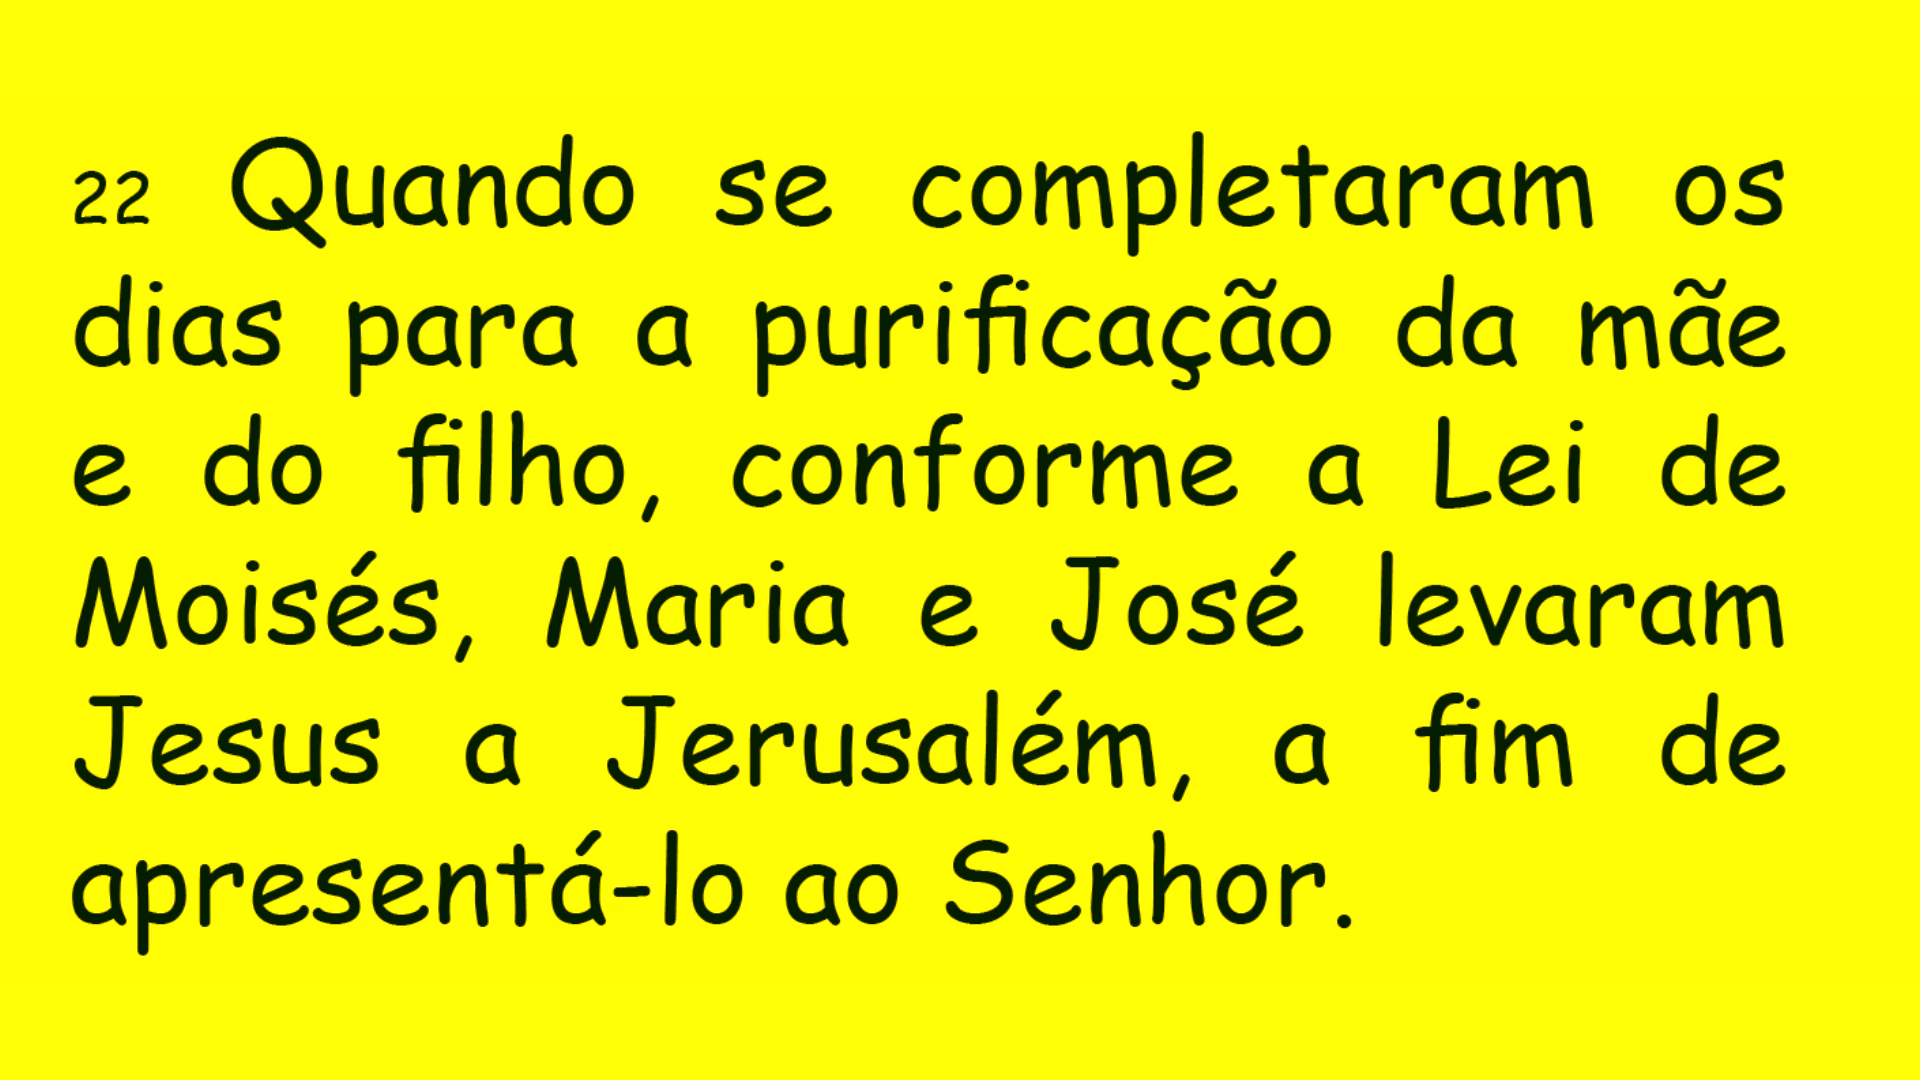 22 Quando se completaram os
dias para a purificação da mãe
e do filho, conforme a Lei de
Moisés, Maria e José levaram
Jesus a Jerusalém, a fim de
apresentá-lo ao Senhor.